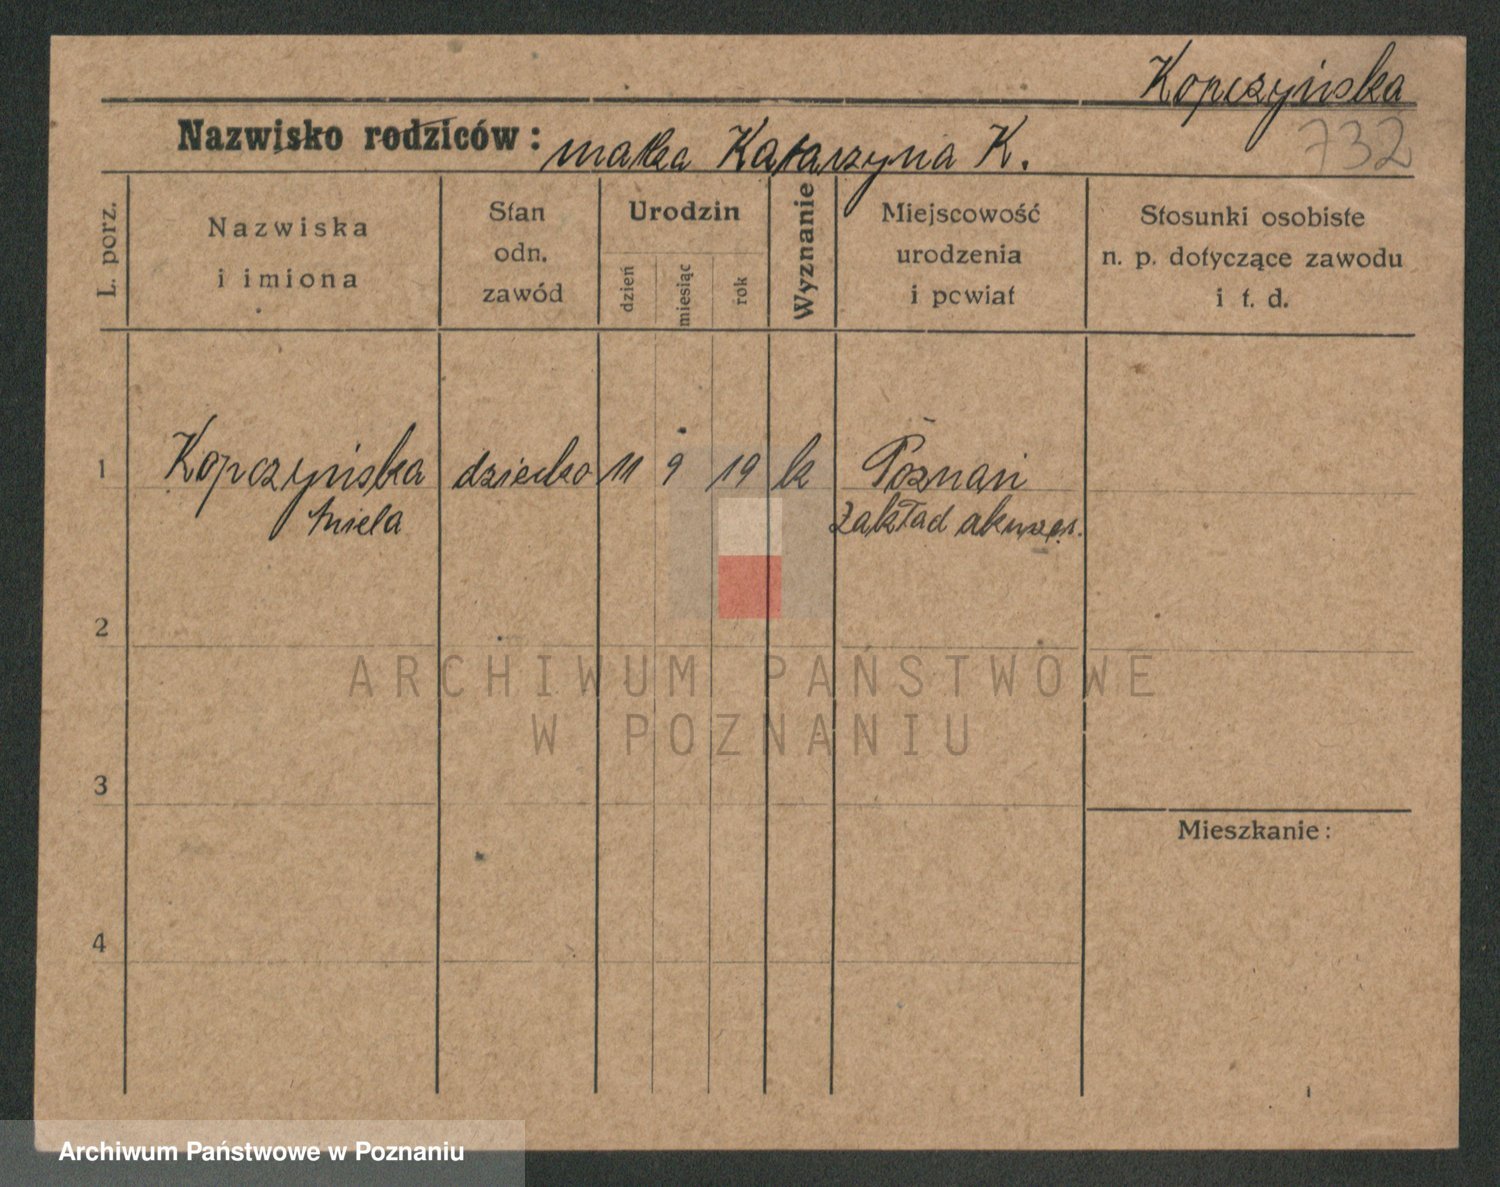 Kopczyńska
732
Nazwisko rodziców: matka Katarzyna K.
L. porz.
Nazwiska
i imiona
Stan
odn.
zawód
Urodzin
dzień
miesiąc
rok
Wyznanie
Miejscowość
urodzenia
i powiat
Stosunki osobiste
n. p. dotyczące zawodu
i t. d.
1 Kopczyńska dziecko 11 9 19 k Poznań
Aniela Zakład akuszer.
2
3
4
Mieszkanie:
ARCHIWUM PAŃSTWOWE
W POZNANIU
Archiwum Państwowe w Poznaniu